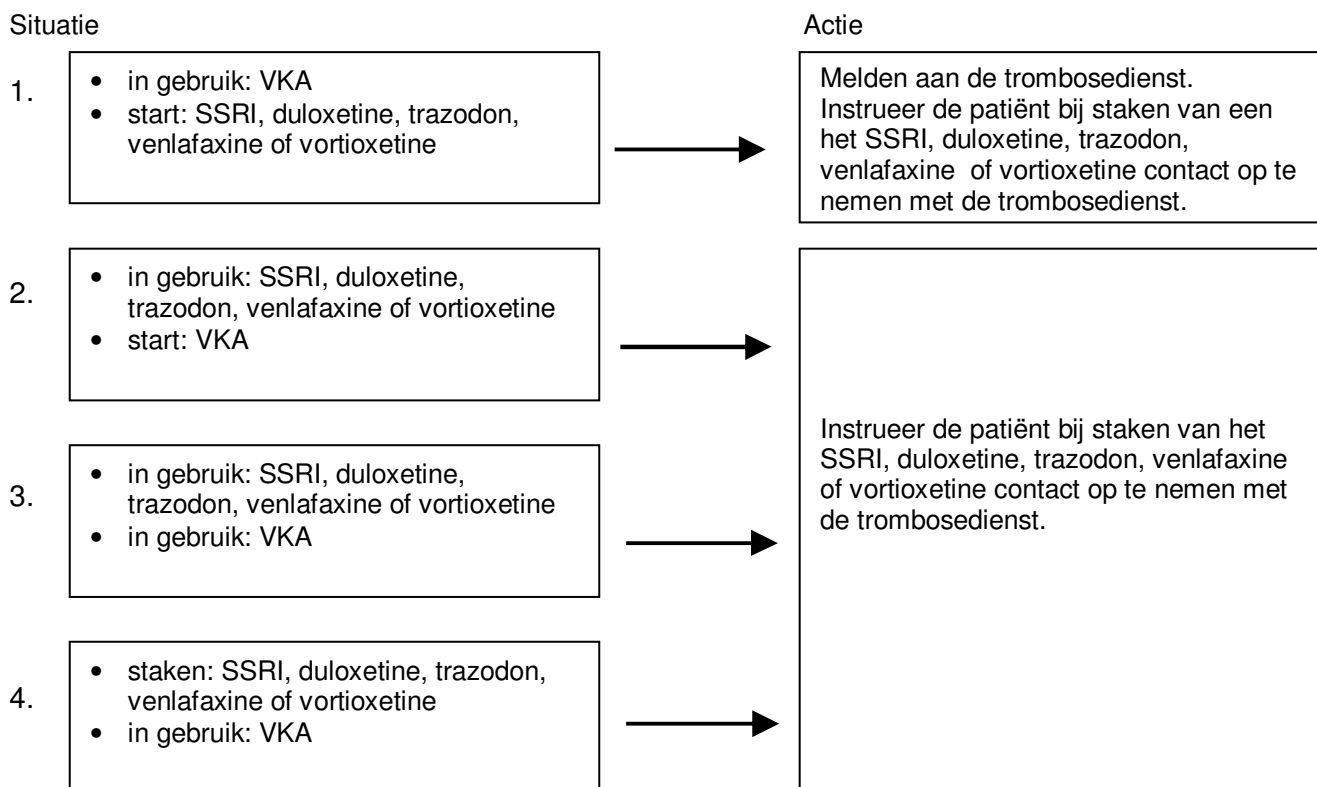 Situatie
Actie
1.
• in gebruik: VKA
• start: SSRI, duloxetine, trazodon,
venlafaxine of vortioxetine
Melden aan de trombosedienst.
Instrueer de patiënt bij staken van een
het SSRI, duloxetine, trazodon,
venlafaxine of vortioxetine contact op te
nemen met de trombosedienst.
2.
• in gebruik: SSRI, duloxetine,
trazodon, venlafaxine of vortioxetine
• start: VKA
3.
• in gebruik: SSRI, duloxetine,
trazodon, venlafaxine of vortioxetine
• in gebruik: VKA
4.
• staken: SSRI, duloxetine, trazodon,
venlafaxine of vortioxetine
• in gebruik: VKA
Instrueer de patiënt bij staken van het
SSRI, duloxetine, trazodon, venlafaxine
of vortioxetine contact op te nemen met
de trombosedienst.